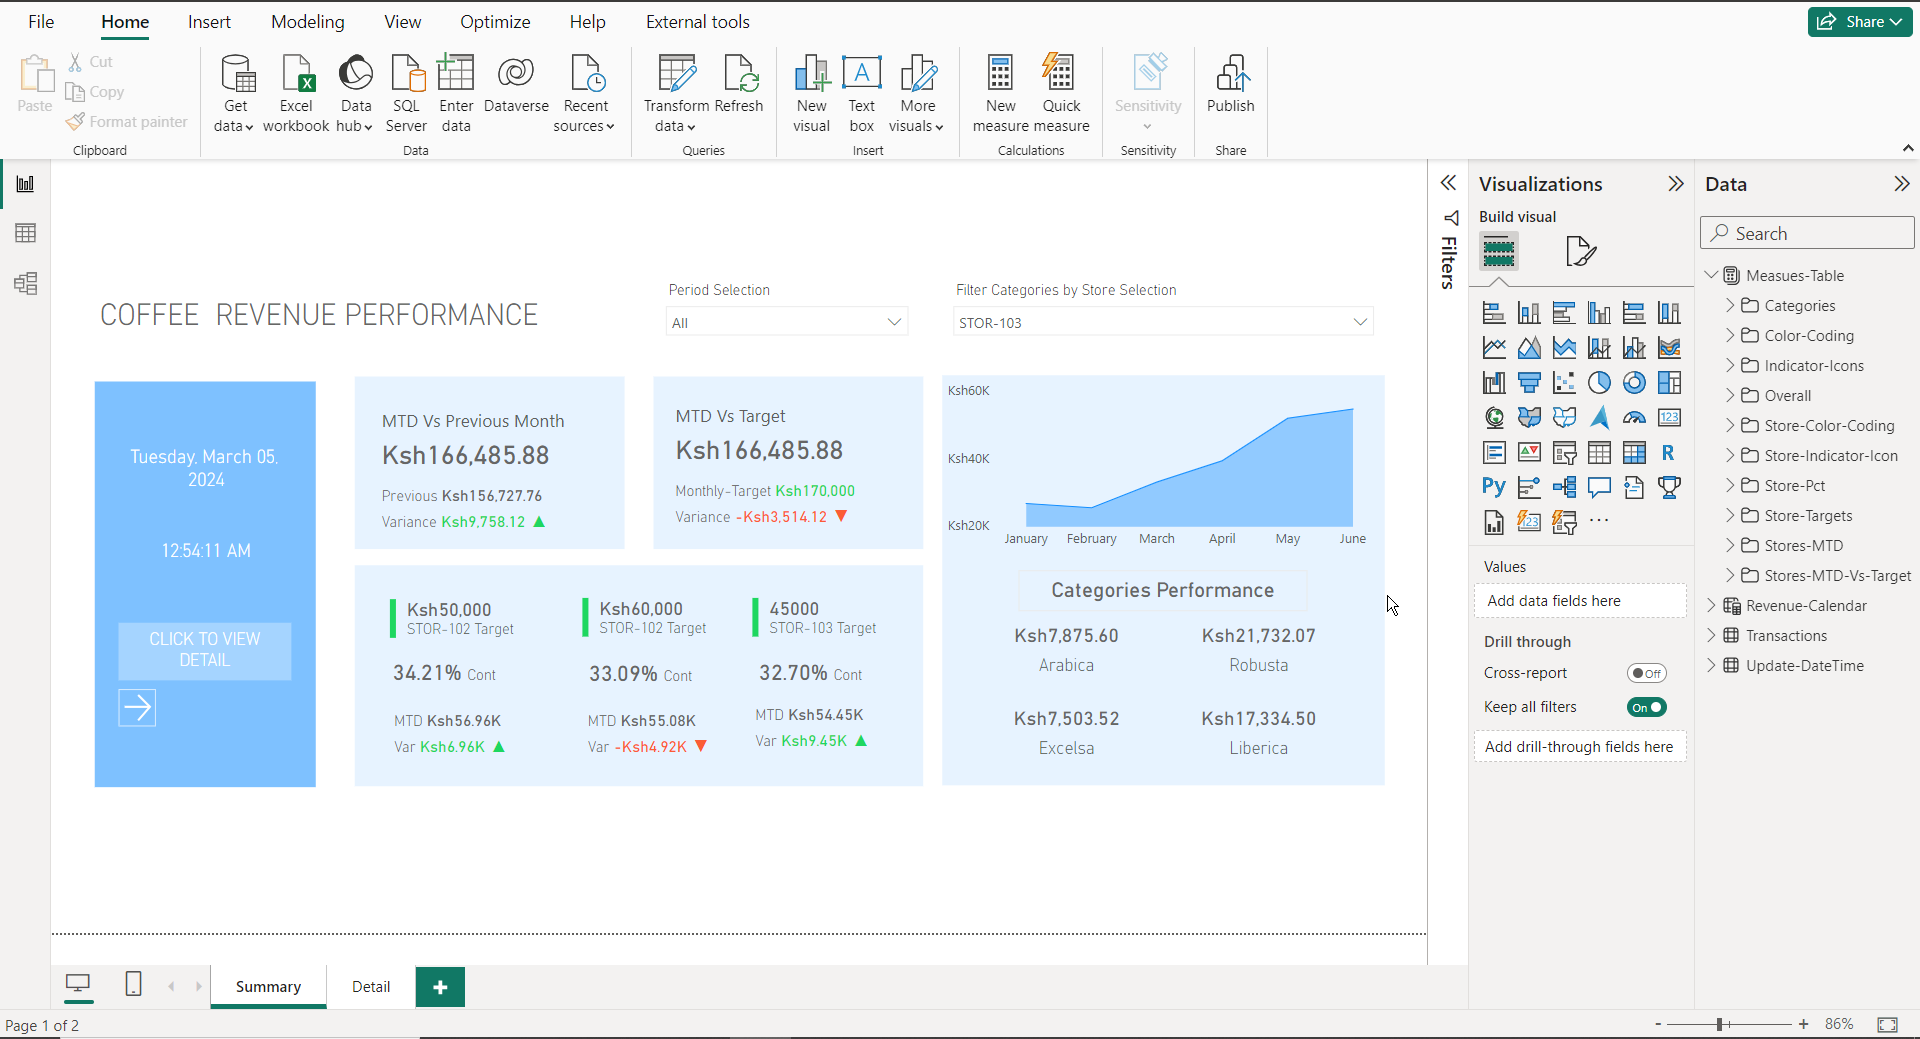 File
Home
Insert
Modeling
View
Optimize
Help
External tools
Share
Paste
Cut
Copy
Format painter
Clipboard
Get data
Excel workbook
Data hub
SQL Server
Enter data
Dataverse
Recent sources
Data
Transform data
Refresh
Queries
New visual
Text box
More visuals
Insert
New measure
Quick measure
Calculations
Sensitivity
Sensitivity
Publish
Share
COFFEE REVENUE PERFORMANCE
Period Selection
All
Filter Categories by Store Selection
STOR-103
Tuesday, March 05,
2024
12:54:11 AM
CLICK TO VIEW
DETAIL
MTD Vs Previous Month
Ksh166,485.88
Previous Ksh156,727.76
Variance Ksh9,758.12 ▲
MTD Vs Target
Ksh166,485.88
Monthly-Target Ksh170,000
Variance -Ksh3,514.12 ▼
Ksh50,000
STOR-102 Target
34.21% Cont
MTD Ksh56.96K
Var Ksh6.96K ▲
Ksh60,000
STOR-102 Target
33.09% Cont
MTD Ksh55.08K
Var -Ksh4.92K ▼
45000
STOR-103 Target
32.70% Cont
MTD Ksh54.45K
Var Ksh9.45K ▲
Ksh60K
Ksh40K
Ksh20K
January February March April May June
Categories Performance
Ksh7,875.60
Arabica
Ksh21,732.07
Robusta
Ksh7,503.52
Excelsa
Ksh17,334.50
Liberica
Filters
Visualizations
Build visual
123
R
Py
123
Values
Add data fields here
Drill through
Cross-report
Off
Keep all filters
On
Add drill-through fields here
Data
Search
Measues-Table
Categories
Color-Coding
Indicator-Icons
Overall
Store-Color-Coding
Store-Indicator-Icon
Store-Pct
Store-Targets
Stores-MTD
Stores-MTD-Vs-Target
Revenue-Calendar
Transactions
Update-DateTime
Summary
Detail
Page 1 of 2
86%